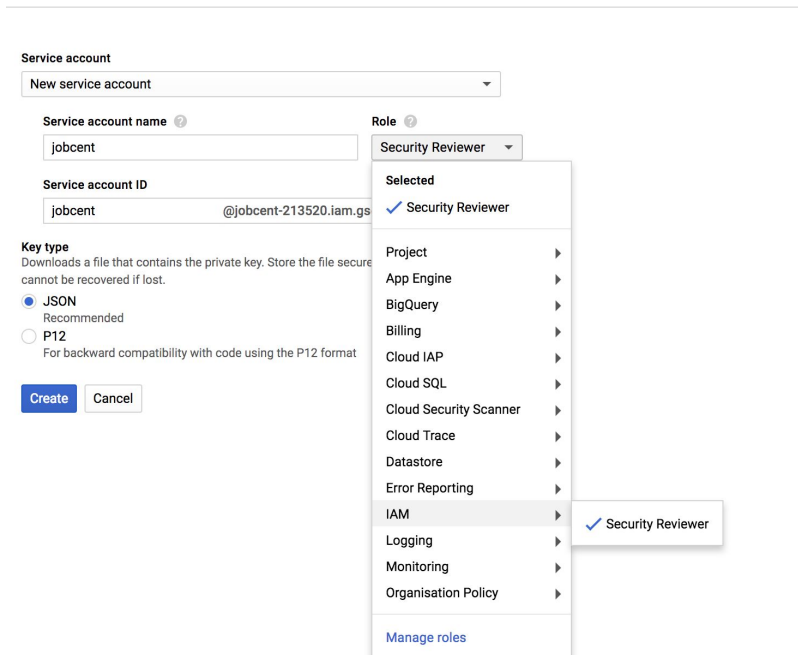 Service account
New service account
Service account name ?
Role ?
jobcent
Security Reviewer
Service account ID
jobcent @jobcent-213520.iam.gs
Selected
Security Reviewer
Key type
Downloads a file that contains the private key. Store the file secure
cannot be recovered if lost.
JSON
Recommended
P12
For backward compatibility with code using the P12 format
Create
Cancel
Project
App Engine
BigQuery
Billing
Cloud IAP
Cloud SQL
Cloud Security Scanner
Cloud Trace
Datastore
Error Reporting
IAM
Security Reviewer
Logging
Monitoring
Organisation Policy
Manage roles